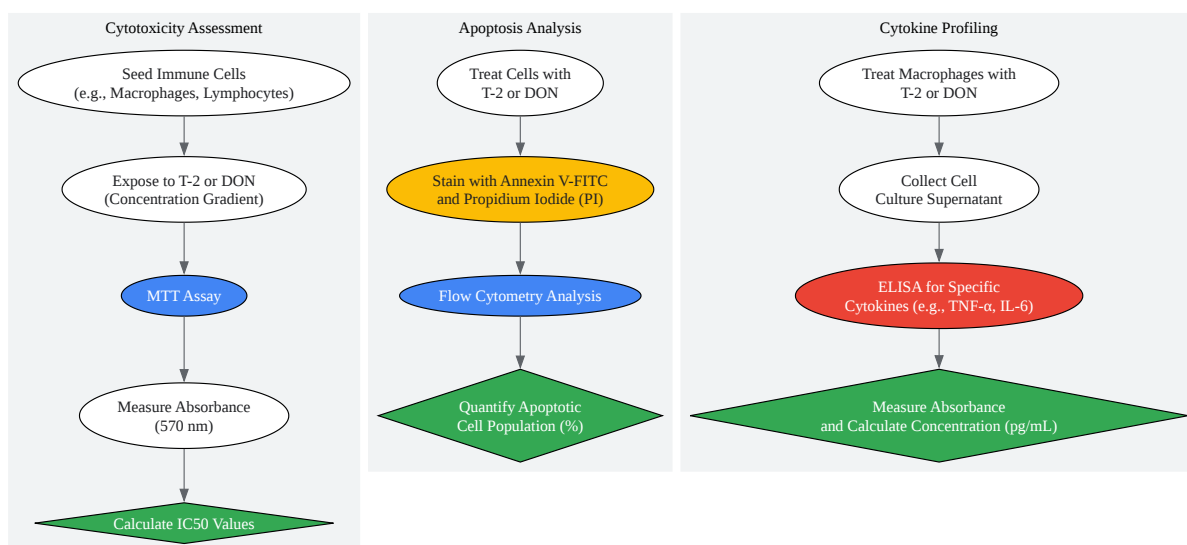 Cytotoxicity Assessment
Seed Immune Cells
(e.g., Macrophages, Lymphocytes)
Expose to T-2 or DON
(Concentration Gradient)
MTT Assay
Measure Absorbance
(570 nm)
Calculate IC50 Values
Apoptosis Analysis
Treat Cells with
T-2 or DON
Stain with Annexin V-FITC
and Propidium Iodide (PI)
Flow Cytometry Analysis
Quantify Apoptotic
Cell Population (%)
Cytokine Profiling
Treat Macrophages with
T-2 or DON
Collect Cell
Culture Supernatant
ELISA for Specific
Cytokines (e.g., TNF-α, IL-6)
Measure Absorbance
and Calculate Concentration (pg/mL)